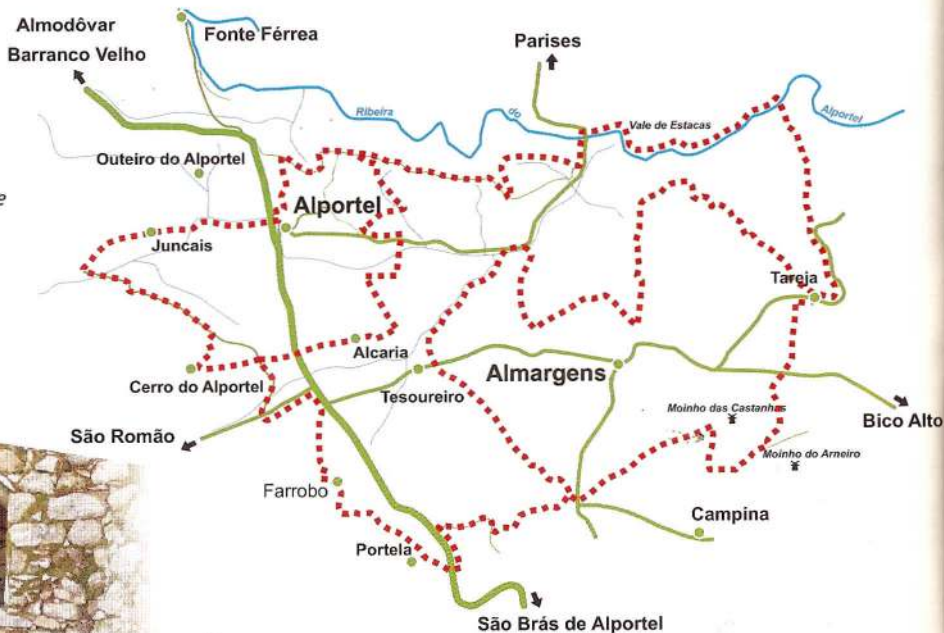 Almodôvar
Barranco Velho
Fonte Férrea
Parises
Ribeira
do
Vale de Estacas
Alportel
Outeiro do Alportel
e
Alportel
Juncais
Tareja
Alcaria
Cerro do Alportel
Tesoureiro
Almargens
Moinho das Castanhas
Bico Alto
São Romão
Moinho do Arneiro
Farrobo
Campina
Portela
São Brás de Alportel